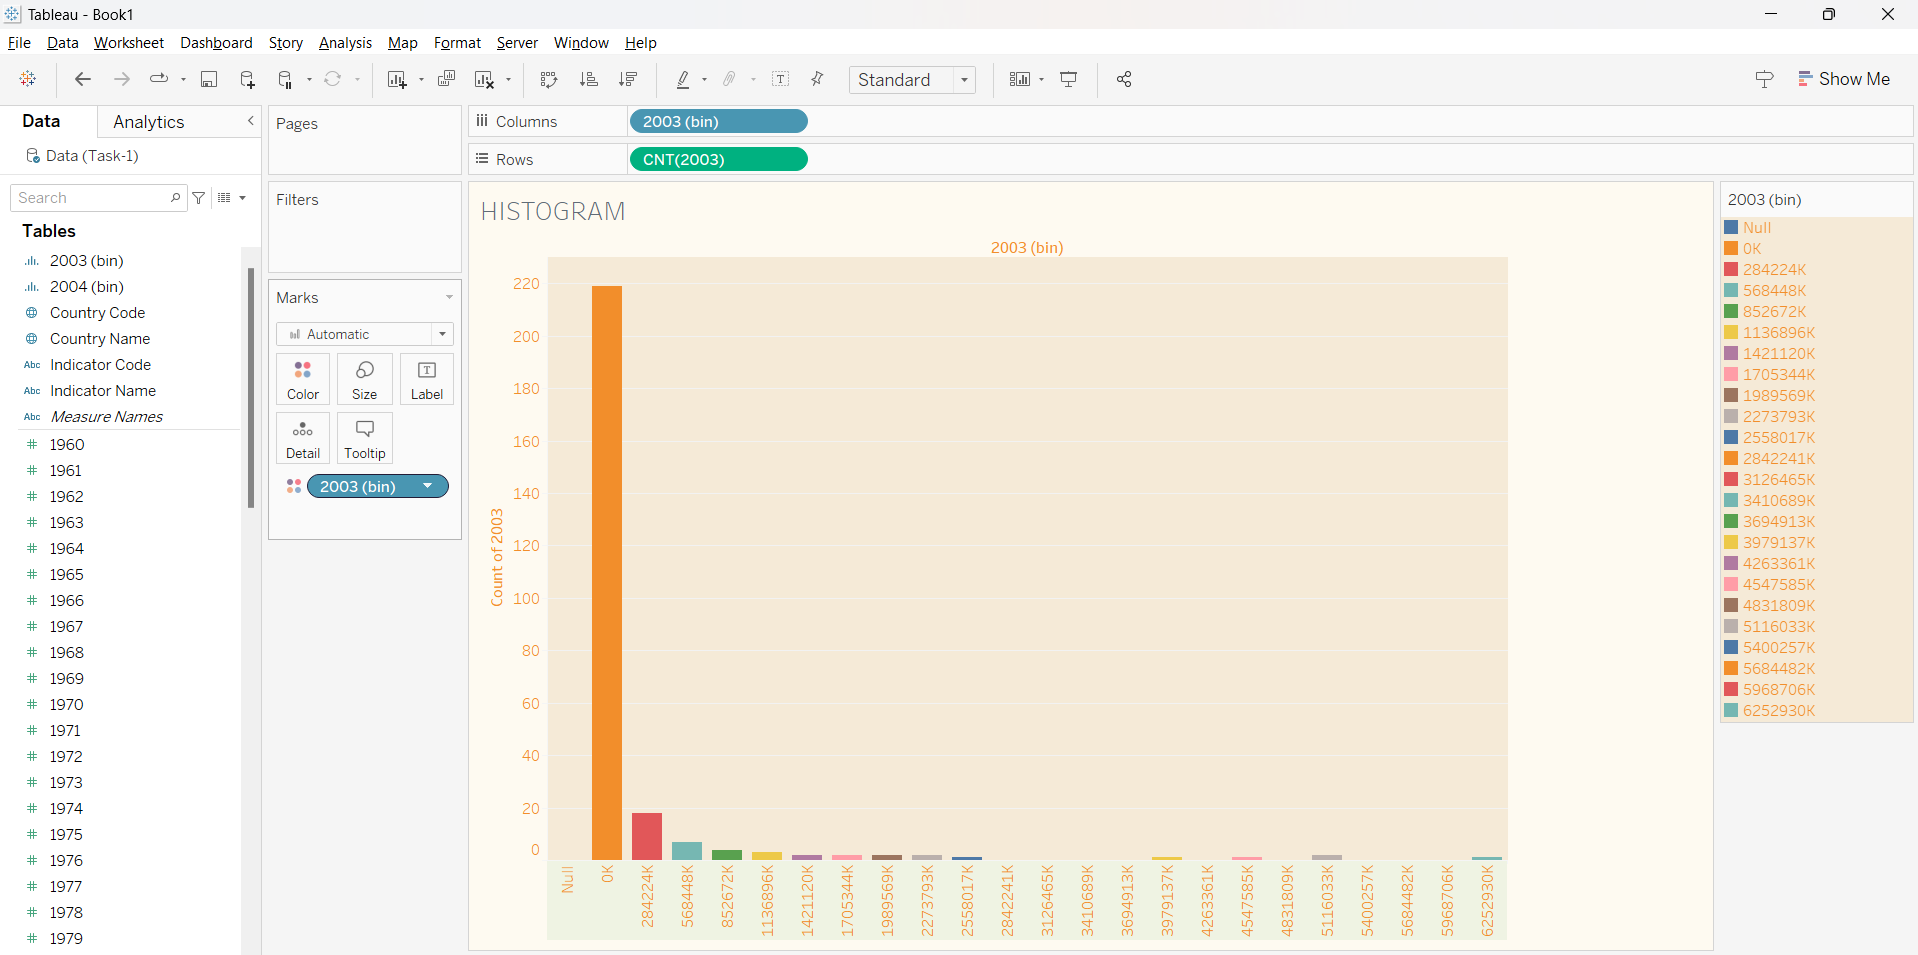 Tableau - Book1
File Data Worksheet Dashboard Story Analysis Map Format Server Window Help
Standard
Show Me
Data Analytics
Data (Task-1)
Search
Tables
2003 (bin)
2004 (bin)
Country Code
Country Name
Abc Indicator Code
Abc Indicator Name
Abc Measure Names
# 1960
# 1961
# 1962
# 1963
# 1964
# 1965
# 1966
# 1967
# 1968
# 1969
# 1970
# 1971
# 1972
# 1973
# 1974
# 1975
# 1976
# 1977
# 1978
# 1979
Pages
Filters
Marks
Automatic
Color Size Label
Detail Tooltip
2003 (bin)
Columns 2003 (bin)
Rows CNT(2003)
HISTOGRAM
2003 (bin)
Count of 2003
220
200
180
160
140
120
100
80
60
40
20
0
Null
0K
284224K
568448K
852672K
1136896K
1421120K
1705344K
1989569K
2273793K
2558017K
2842241K
3126465K
3410689K
3694913K
3979137K
4263361K
4547585K
4831809K
5116033K
5400257K
5684482K
5968706K
6252930K
2003 (bin)
Null
0K
284224K
568448K
852672K
1136896K
1421120K
1705344K
1989569K
2273793K
2558017K
2842241K
3126465K
3410689K
3694913K
3979137K
4263361K
4547585K
4831809K
5116033K
5400257K
5684482K
5968706K
6252930K